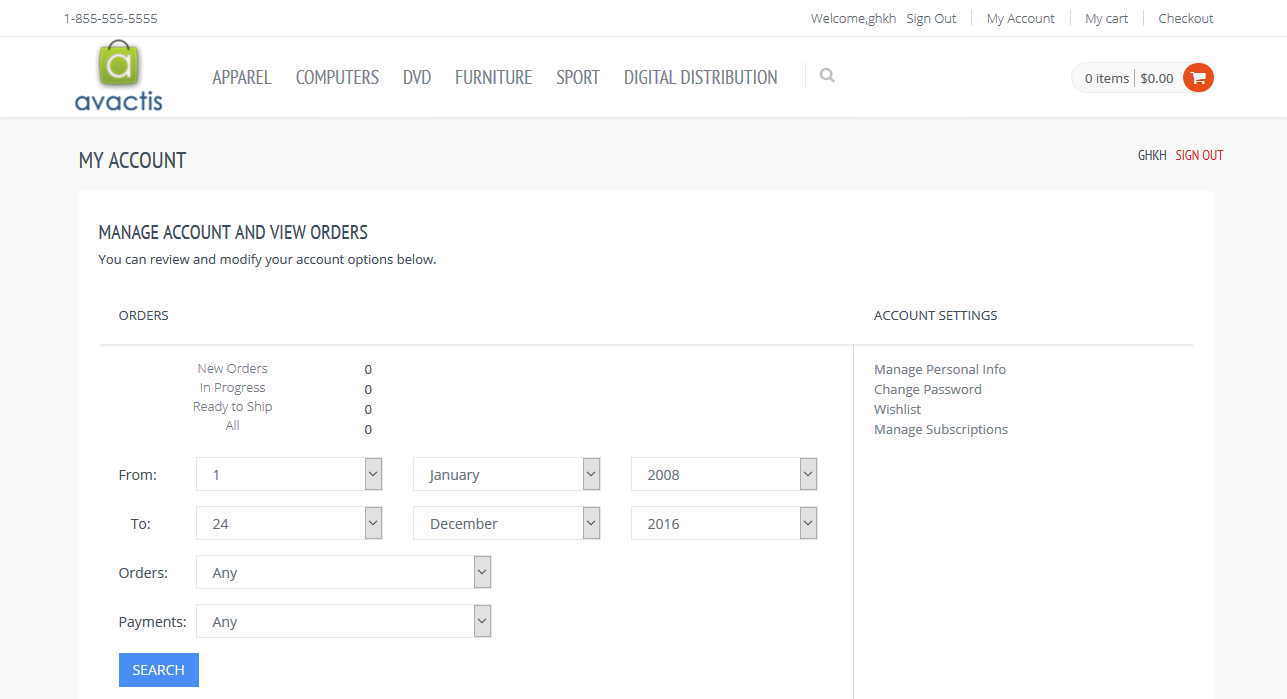 1-855-555-5555
Welcome,ghkh Sign Out My Account My cart Checkout
a
avactis
APPAREL COMPUTERS DVD FURNITURE SPORT DIGITAL DISTRIBUTION
0 items $0.00
MY ACCOUNT
GHKH SIGN OUT
MANAGE ACCOUNT AND VIEW ORDERS
You can review and modify your account options below.
ORDERS
ACCOUNT SETTINGS
New Orders 0
In Progress 0
Ready to Ship 0
All 0
Manage Personal Info
Change Password
Wishlist
Manage Subscriptions
From: 1 January 2008
To: 24 December 2016
Orders: Any
Payments: Any
SEARCH